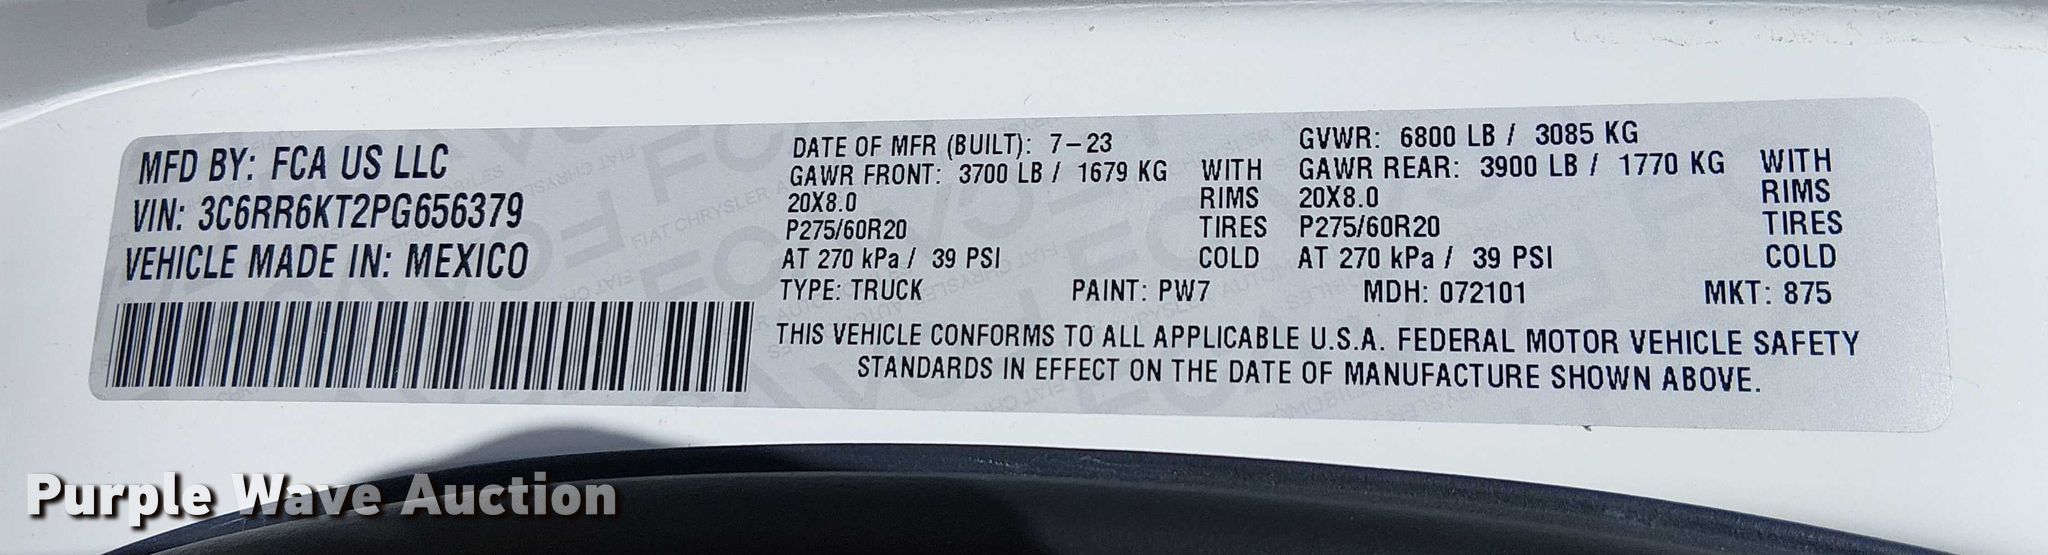 MFD BY: FCA US LLC
VIN: 3C6RR6KT2PG656379
VEHICLE MADE IN: MEXICO
DATE OF MFR (BUILT): 7-23 GVWR: 6800 LB / 3085 KG
GAWR FRONT: 3700 LB / 1679 KG WITH GAWR REAR: 3900 LB / 1770 KG WITH
20X8.0 RIMS 20X8.0 RIMS
P275/60R20 TIRES P275/60R20 TIRES
AT 270 kPa / 39 PSI COLD AT 270 kPa / 39 PSI COLD
TYPE: TRUCK PAINT: PW7 MDH: 072101 MKT: 875
THIS VEHICLE CONFORMS TO ALL APPLICABLE U.S.A. FEDERAL MOTOR VEHICLE SAFETY
STANDARDS IN EFFECT ON THE DATE OF MANUFACTURE SHOWN ABOVE.
Purple Wave Auction